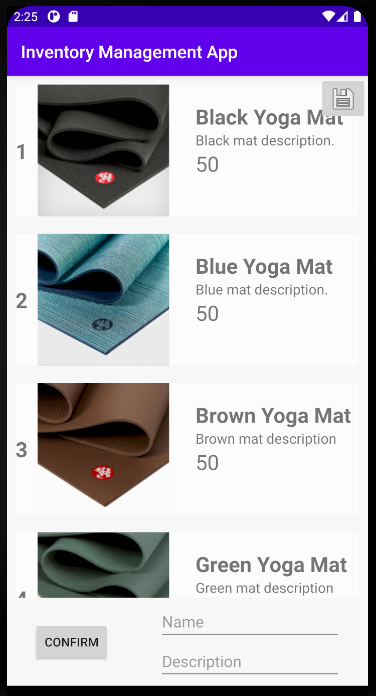 2:25
Inventory Management App
1
Black Yoga Mat
Black mat description.
50
2
Blue Yoga Mat
Blue mat description.
50
3
Brown Yoga Mat
Brown mat description
50
4
Green Yoga Mat
Green mat description
Name
CONFIRM
Description